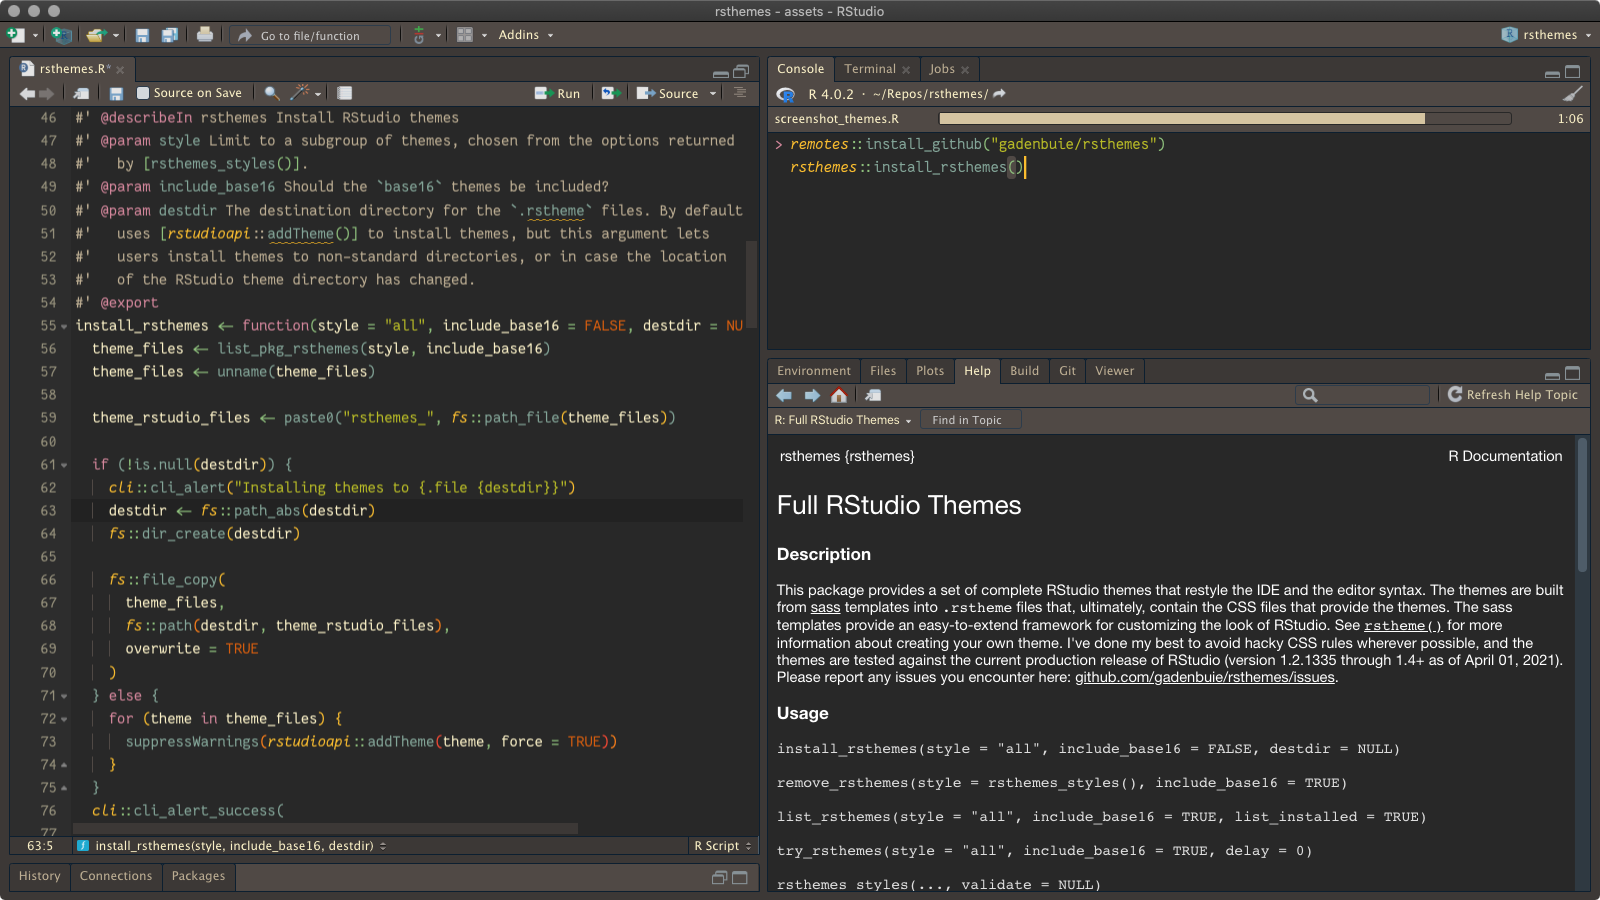 rsthemes - assets - RStudio
Go to file/function
Addins
rsthemes
rsthemes.R*
Source on Save
Run
Source
46 #' @describeIn rsthemes Install RStudio themes
47 #' @param style Limit to a subgroup of themes, chosen from the options returned
48 #'   by [rsthemes_styles()].
49 #' @param include_base16 Should the `base16` themes be included?
50 #' @param destdir The destination directory for the `.rstheme` files. By default
51 #'   uses [rstudioapi::addTheme()] to install themes, but this argument lets
52 #'   users install themes to non-standard directories, or in case the location
53 #'   of the RStudio theme directory has changed.
54 #' @export
55 install_rsthemes <- function(style = "all", include_base16 = FALSE, destdir = NU
56   theme_files <- list_pkg_rsthemes(style, include_base16)
57   theme_files <- unname(theme_files)
58
59   theme_rstudio_files <- paste0("rsthemes_", fs::path_file(theme_files))
60
61   if (!is.null(destdir)) {
62     cli::cli_alert("Installing themes to {.file {destdir}}")
63     destdir <- fs::path_abs(destdir)
64     fs::dir_create(destdir)
65
66     fs::file_copy(
67       theme_files,
68       fs::path(destdir, theme_rstudio_files),
69       overwrite = TRUE
70     )
71   } else {
72     for (theme in theme_files) {
73       suppressWarnings(rstudioapi::addTheme(theme, force = TRUE))
74     }
75   }
76   cli::cli_alert_success(
77
63:5 install_rsthemes(style, include_base16, destdir) R Script
History Connections Packages
Console Terminal Jobs
R 4.0.2 · ~/Repos/rsthemes/
screenshot_themes.R 1:06
> remotes::install_github("gadenbuie/rsthemes")
rsthemes::install_rsthemes()
Environment Files Plots Help Build Git Viewer
Refresh Help Topic
R: Full RStudio Themes Find in Topic
rsthemes {rsthemes} R Documentation
Full RStudio Themes
Description
This package provides a set of complete RStudio themes that restyle the IDE and the editor syntax. The themes are built
from sass templates into .rstheme files that, ultimately, contain the CSS files that provide the themes. The sass
templates provide an easy-to-extend framework for customizing the look of RStudio. See rstheme() for more
information about creating your own theme. I've done my best to avoid hacky CSS rules wherever possible, and the
themes are tested against the current production release of RStudio (version 1.2.1335 through 1.4+ as of April 01, 2021).
Please report any issues you encounter here: github.com/gadenbuie/rsthemes/issues.
Usage
install_rsthemes(style = "all", include_base16 = FALSE, destdir = NULL)
remove_rsthemes(style = rsthemes_styles(), include_base16 = TRUE)
list_rsthemes(style = "all", include_base16 = TRUE, list_installed = TRUE)
try_rsthemes(style = "all", include_base16 = TRUE, delay = 0)
rsthemes_styles(..., validate = NULL)